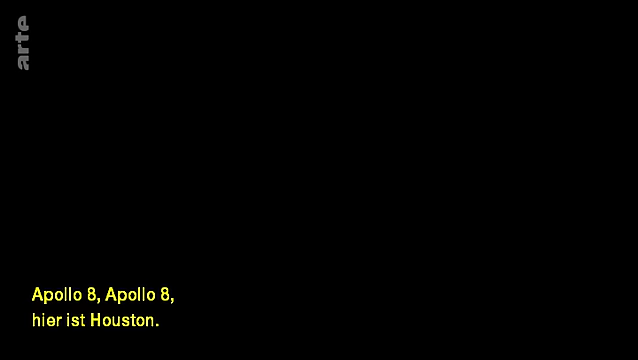 arte
Apollo 8, Apollo 8,
hier ist Houston.